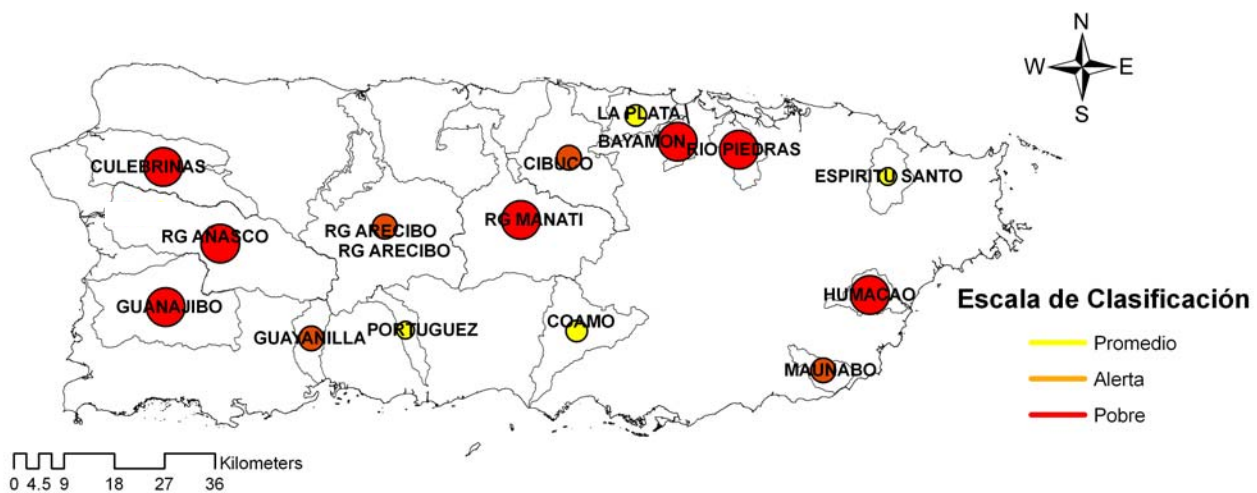 N
W E
S
LA PLATA
BAYAMON
RIO PIEDRAS
CULEBRINAS
CIBUCO
ESPIRITU SANTO
RG MANATI
RG ARECIBO
RG ANASCO
RG ARECIBO
HUMACAO
GUANAJIBO
Escala de Clasificación
COAMO
PORTUGUEZ
GUAYANILLA
Promedio
MAUNABO
Alerta
Pobre
Kilometers
0 4.5 9 18 27 36